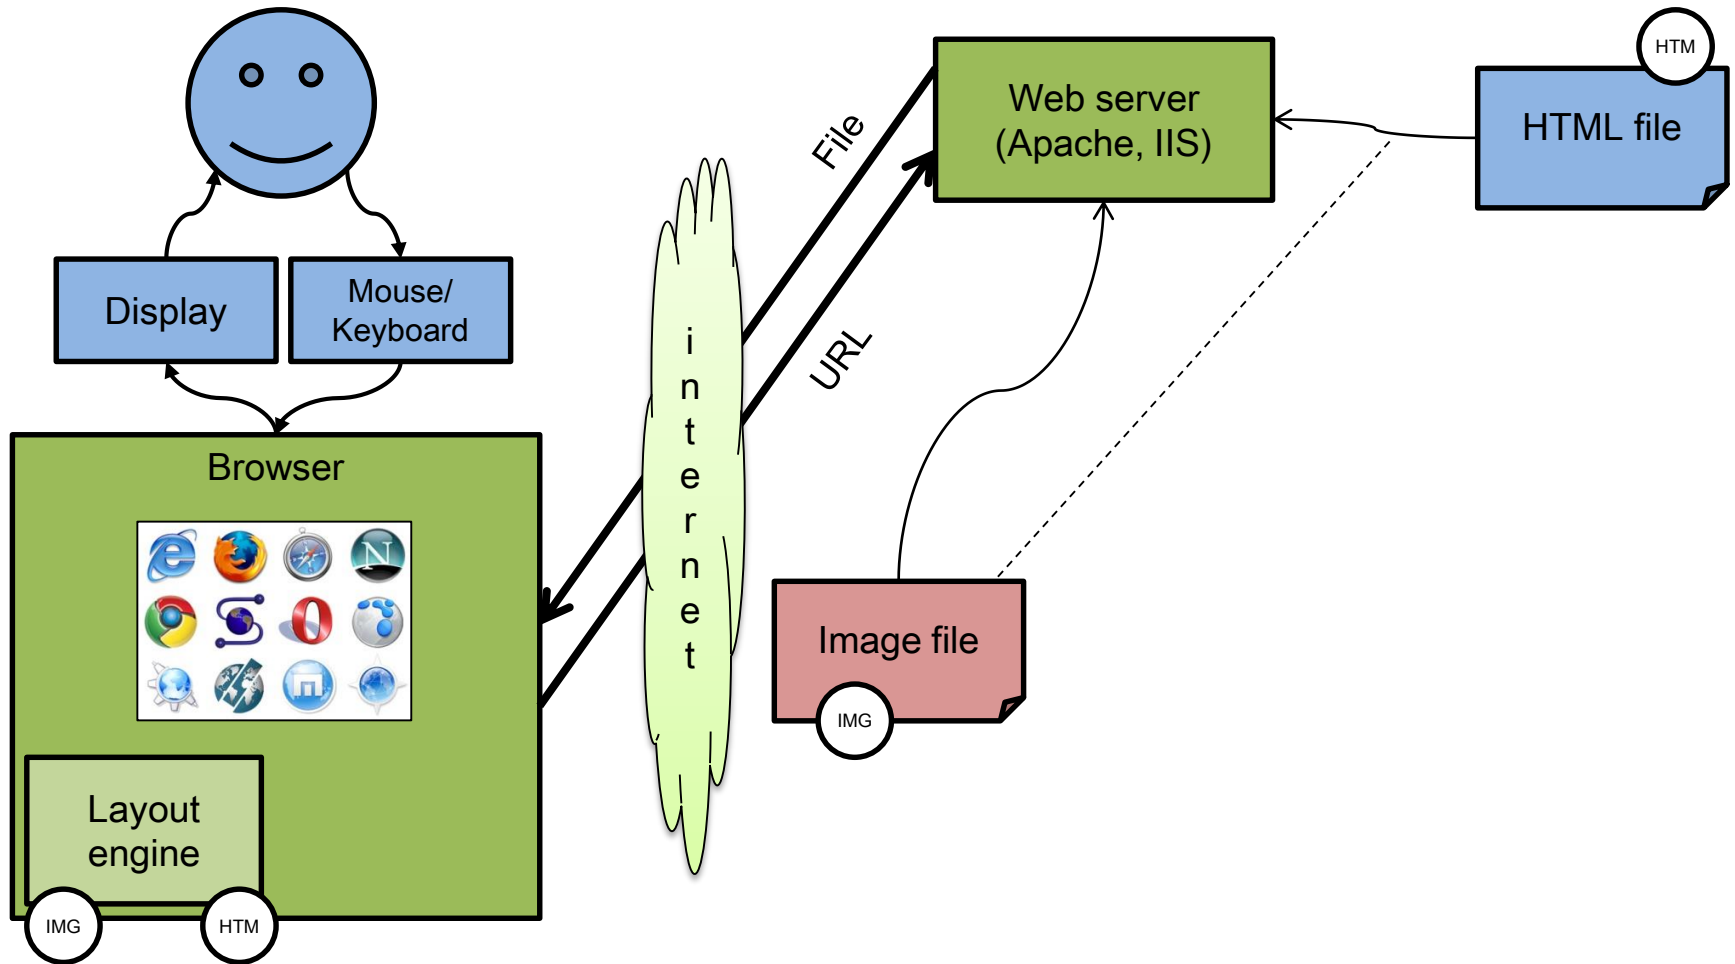 HTM
Web server
(Apache, IIS)
HTML file
File
Display
Mouse/
Keyboard
internet
URL
Browser
N
Image file
IMG
Layout
engine
IMG
HTM